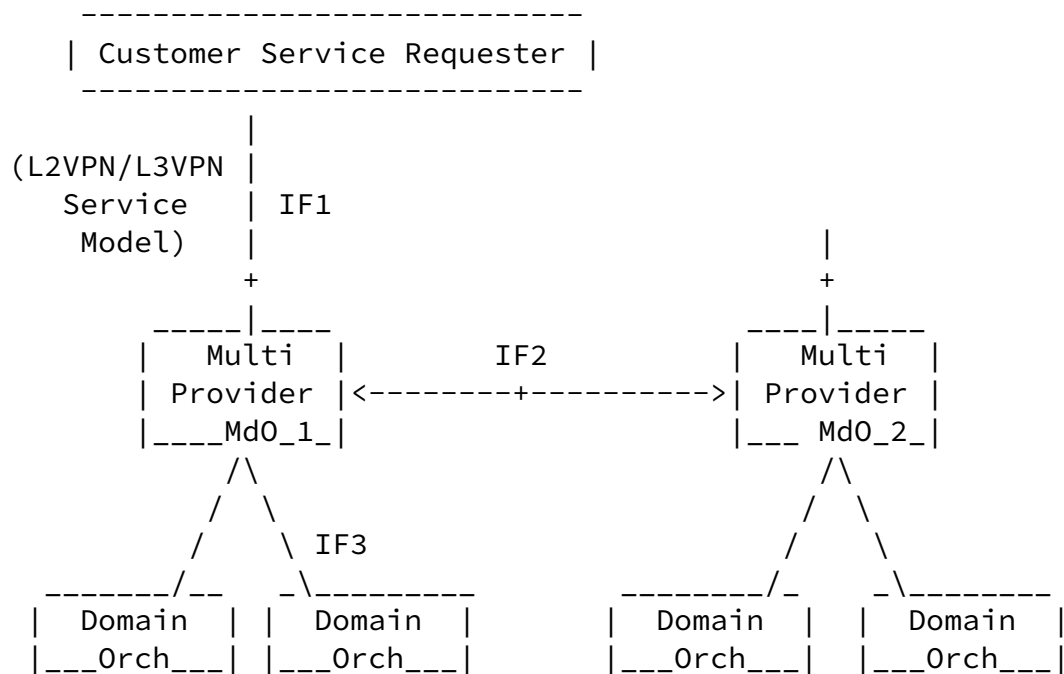 Customer Service Requester
(L2VPN/L3VPN
Service IF1
Model)
Multi IF2 Multi
Provider Provider
MdO_1 MdO_2
IF3
Domain Domain Domain Domain
Orch Orch Orch Orch